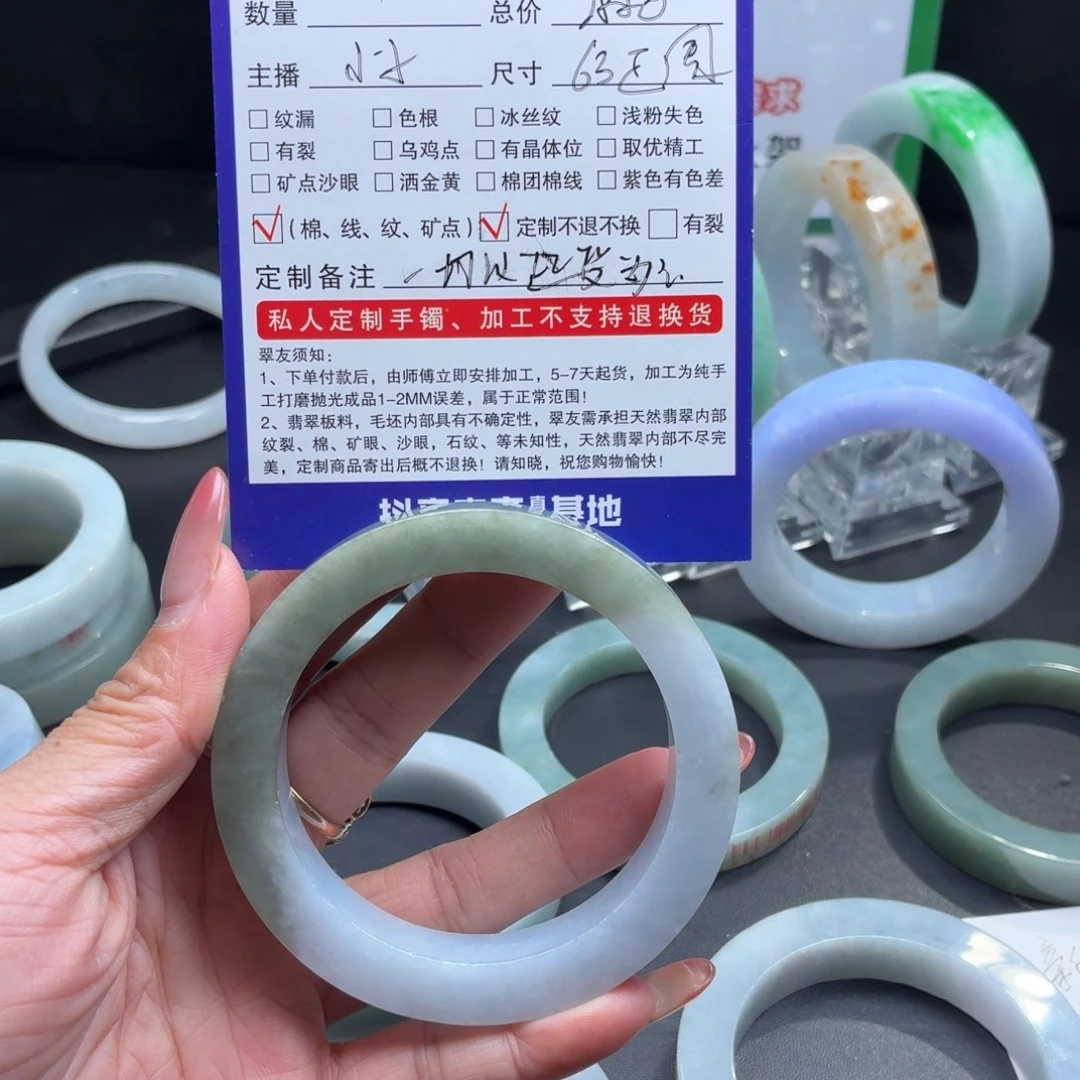 数量 总价
主播 小冰 尺寸 63正圈
□纹漏 □色根 □冰丝纹 □浅粉失色
□有裂 □乌鸡点 □有晶体位 □取优精工
□矿点沙眼 □洒金黄 □棉团棉线 □紫色有色差
☑(棉、线、纹、矿点) ☑定制不退不换 □有裂
定制备注
私人定制手镯、加工不支持退换货
翠友须知:
1、下单付款后，由师傅立即安排加工，5-7天起货，加工为纯手
工打磨抛光成品1-2MM误差，属于正常范围！
2、翡翠板料，毛坯内部具有不确定性，翠友需承担天然翡翠内部
纹裂、棉、矿眼、沙眼，石纹、等未知性，天然翡翠内部不尽完
美，定制商品寄出后概不退换！请知晓，祝您购物愉快！
基地
求
架